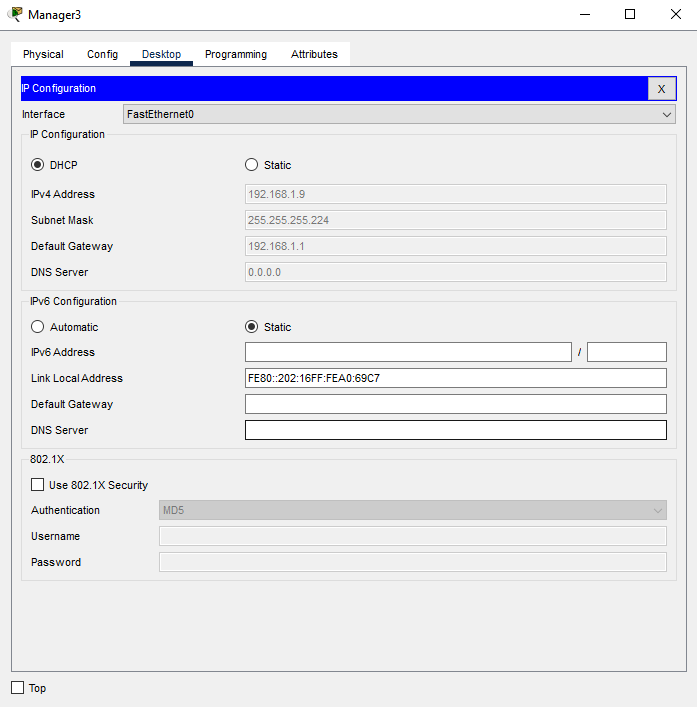 Manager3
Physical Config Desktop Programming Attributes
IP Configuration X
Interface FastEthernet0
IP Configuration
DHCP Static
IPv4 Address 192.168.1.9
Subnet Mask 255.255.255.224
Default Gateway 192.168.1.1
DNS Server 0.0.0.0
IPv6 Configuration
Automatic Static
IPv6 Address /
Link Local Address FE80::202:16FF:FEA0:69C7
Default Gateway
DNS Server
802.1X
Use 802.1X Security
Authentication MD5
Username
Password
Top